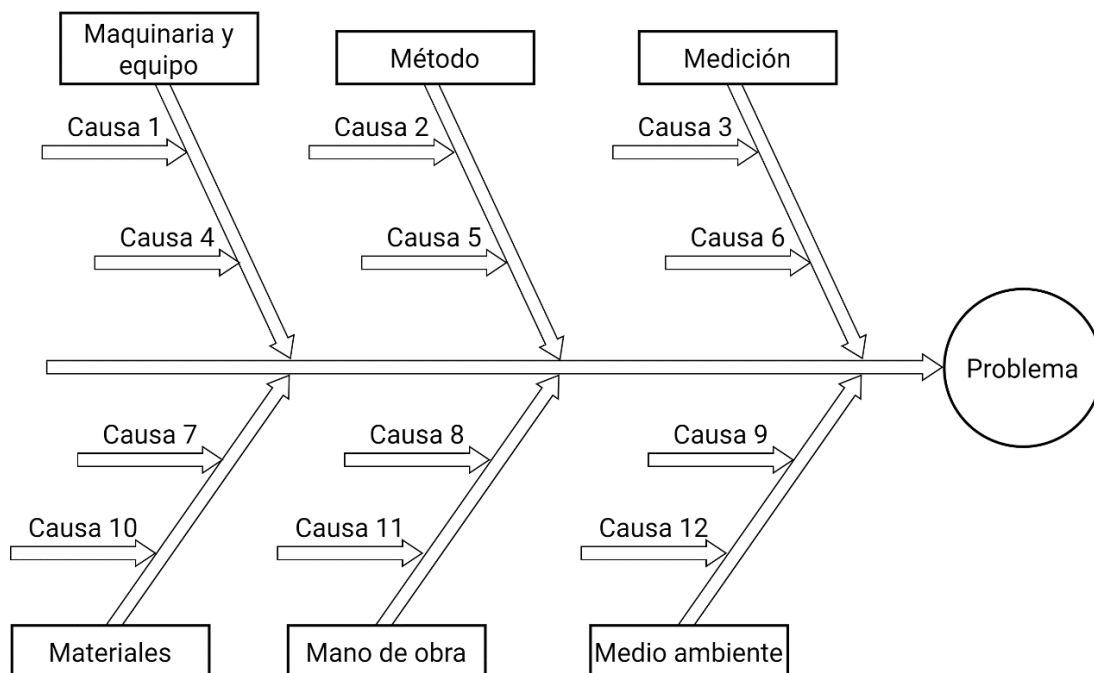 Maquinaria y
equipo
Método
Medición
Causa 1
Causa 2
Causa 3
Causa 4
Causa 5
Causa 6
Problema
Causa 7
Causa 8
Causa 9
Causa 10
Causa 11
Causa 12
Materiales
Mano de obra
Medio ambiente